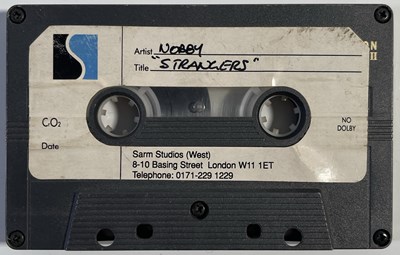 Artist NOBBY
Title "STRANGERS"
CO2
NO
DOLBY
Date
Sarm Studios (West)
8-10 Basing Street London W11 1ET
Telephone: 0171-229 1229